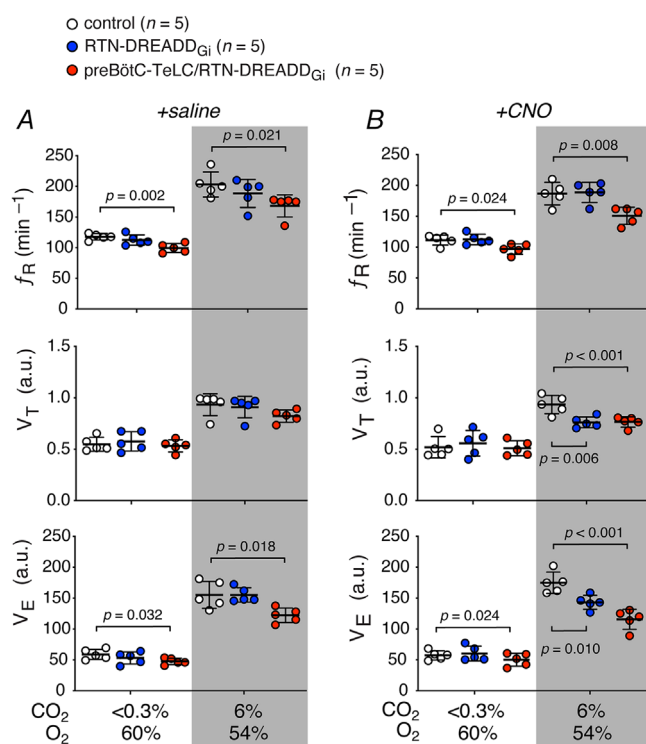 control (n = 5)
RTN-DREADDGi (n = 5)
preBötC-TeLC/RTN-DREADDGi (n = 5)
A +saline
fR (min −1)
250
200
150
100
50
0
p = 0.002
p = 0.021
VT (a.u.)
1.5
1.0
0.5
0.0
VE (a.u.)
250
200
150
100
50
0
p = 0.032
p = 0.018
CO2 <0.3% 6%
O2 60% 54%
B +CNO
fR (min −1)
250
200
150
100
50
0
p = 0.024
p = 0.008
VT (a.u.)
1.5
1.0
0.5
0.0
p < 0.001
p = 0.006
VE (a.u.)
250
200
150
100
50
0
p = 0.024
p < 0.001
p = 0.010
<0.3% 6%
60% 54%